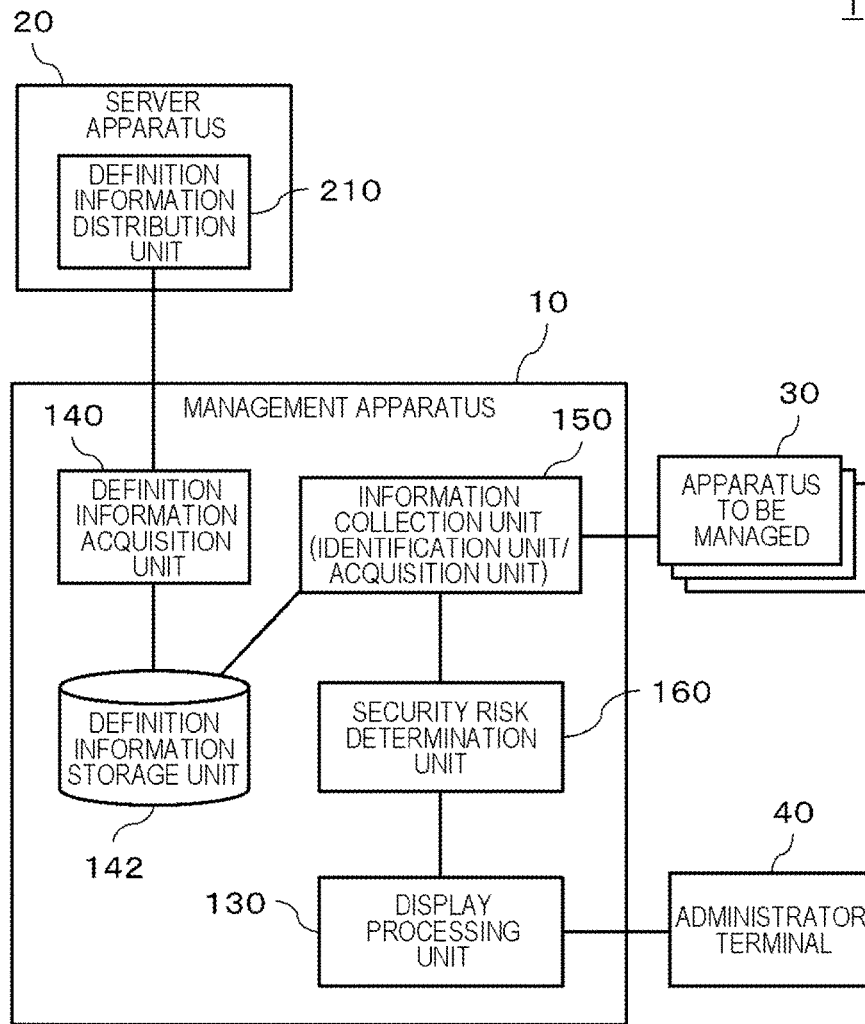 1
20
SERVER
APPARATUS
DEFINITION
INFORMATION
DISTRIBUTION
UNIT
210
10
MANAGEMENT APPARATUS
140
150
30
DEFINITION
INFORMATION
ACQUISITION
UNIT
INFORMATION
COLLECTION UNIT
(IDENTIFICATION UNIT/
ACQUISITION UNIT)
APPARATUS
TO BE
MANAGED
DEFINITION
INFORMATION
STORAGE UNIT
142
SECURITY RISK
DETERMINATION
UNIT
160
130
DISPLAY
PROCESSING
UNIT
40
ADMINISTRATOR
TERMINAL